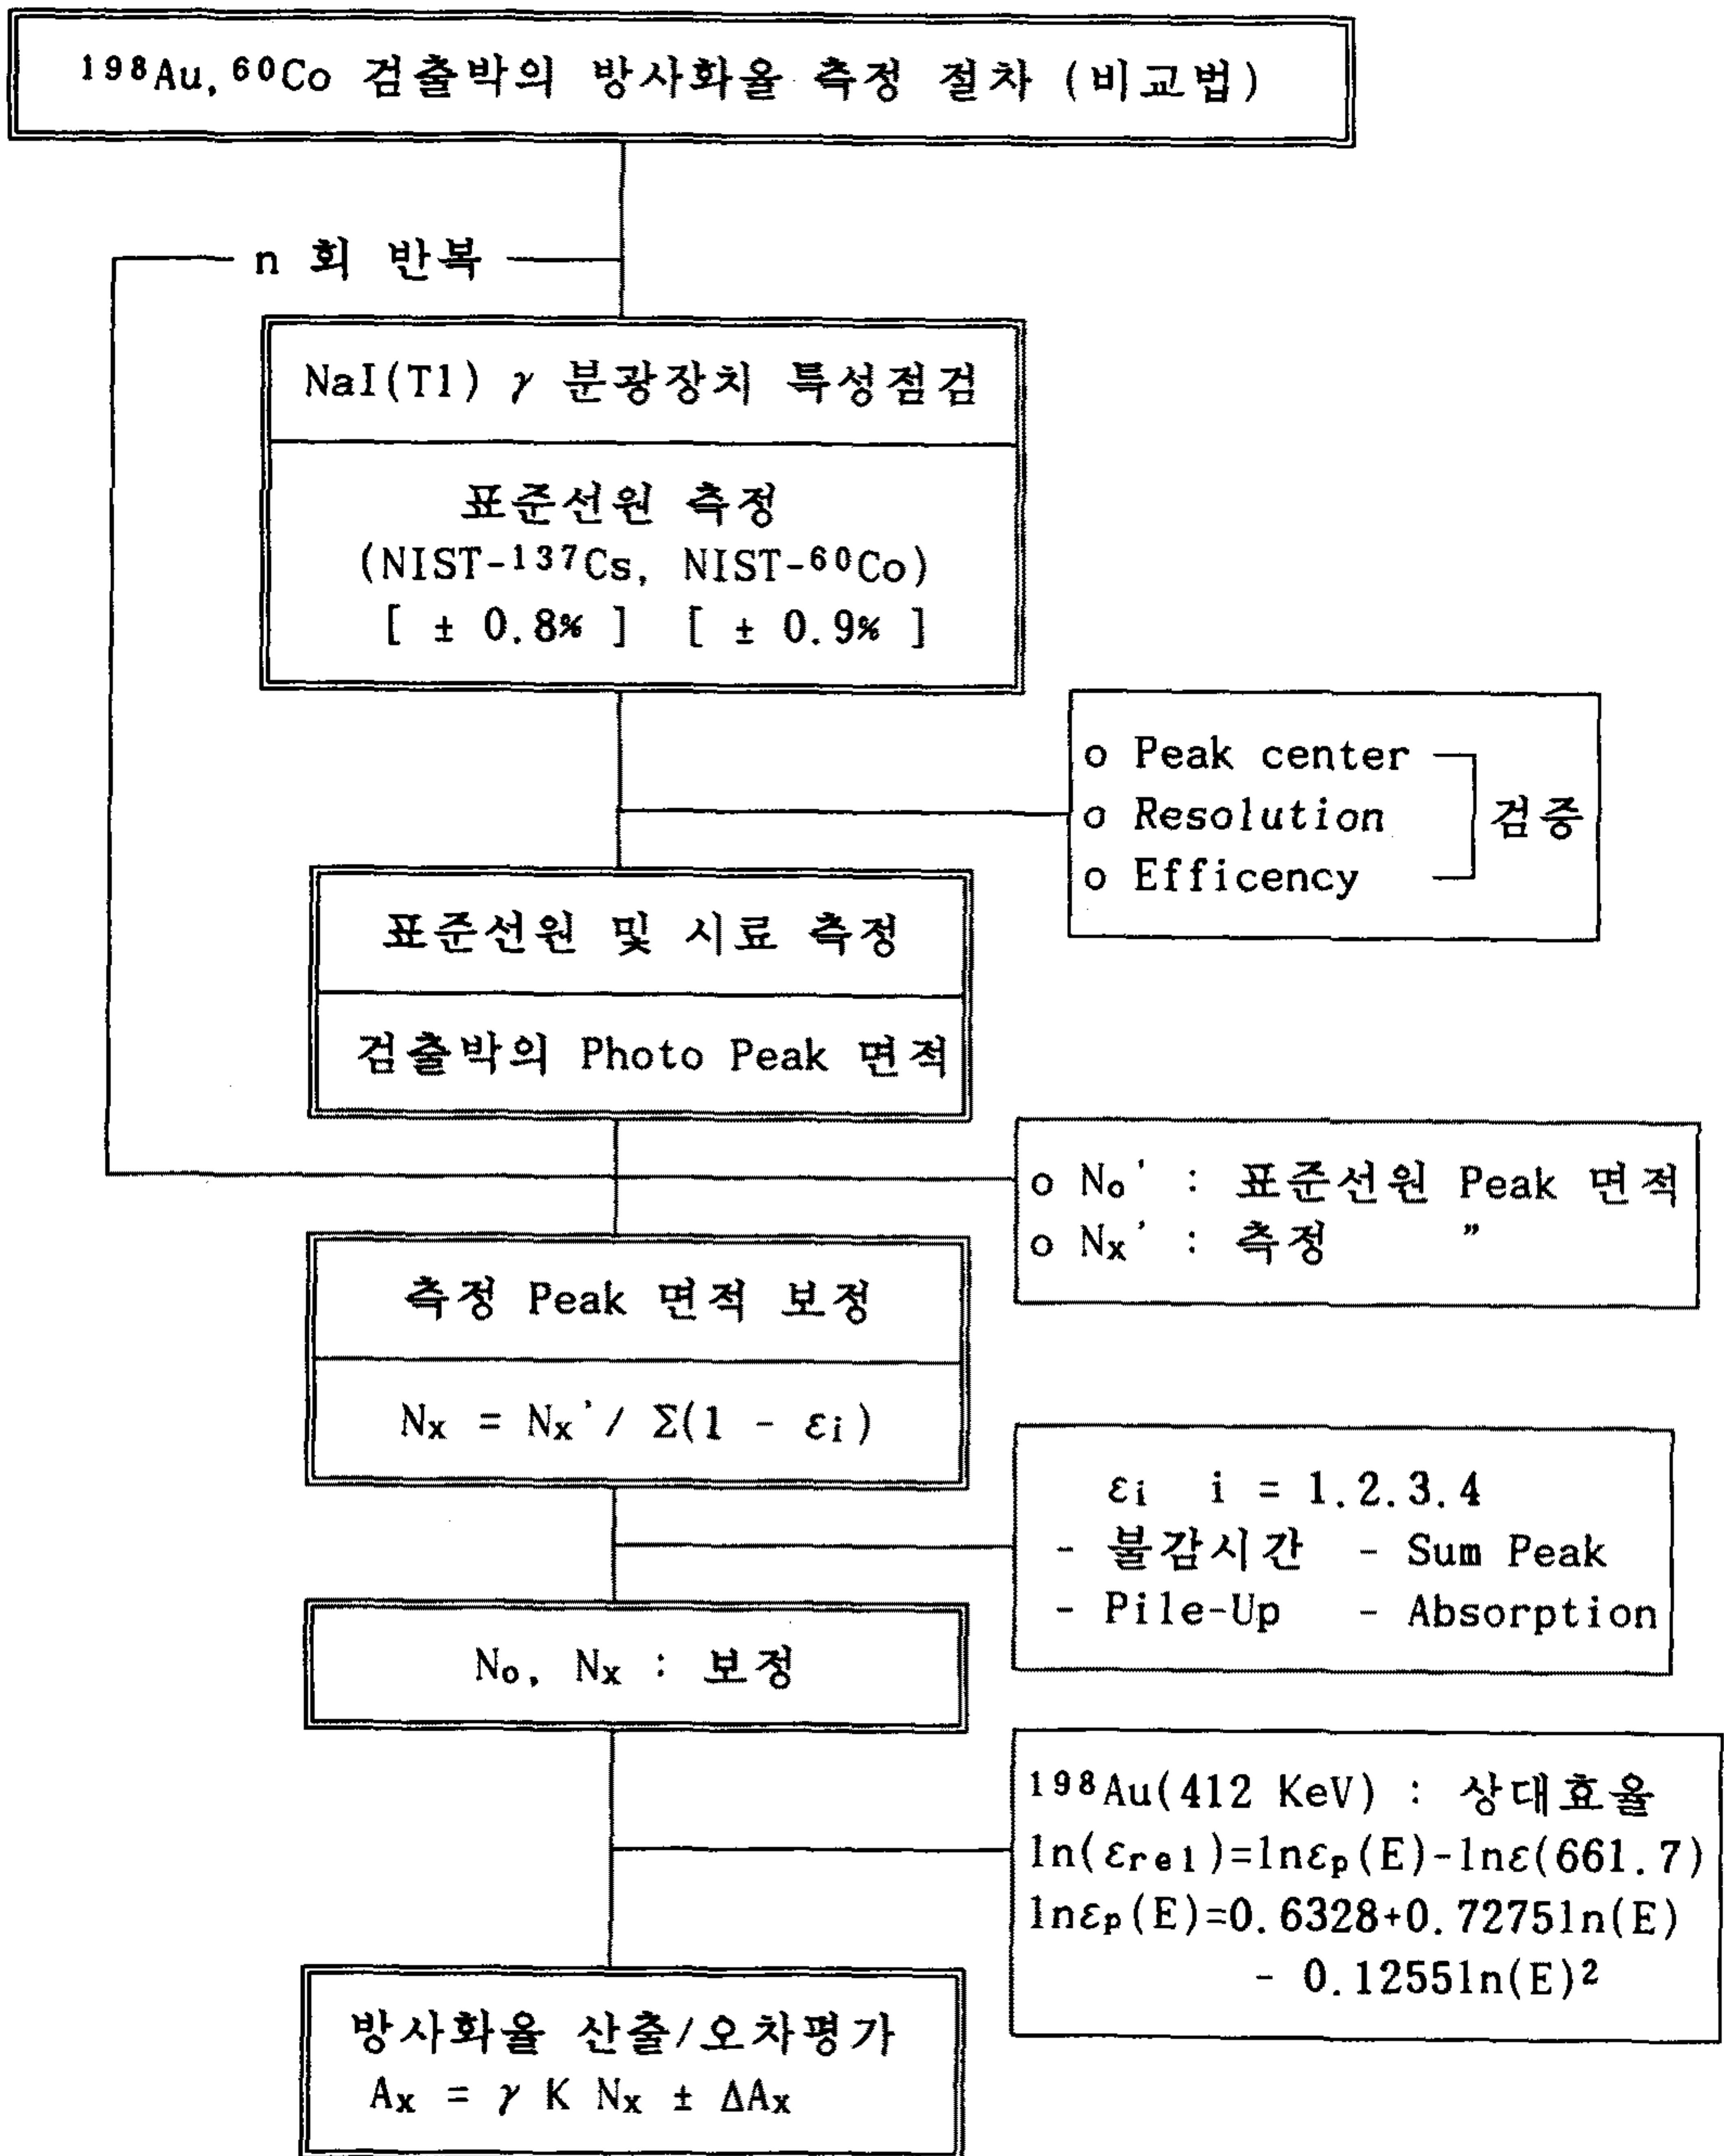 ¹⁹⁸Au, ⁶⁰Co 검출박의 방사화율 측정 절차 (비교법)
n 회 반복
NaI(Tl) γ 분광장치 특성점검
표준선원 측정
(NIST-¹³⁷Cs, NIST-⁶⁰Co)
[ ± 0.8% ] [ ± 0.9% ]
o Peak center
o Resolution
o Efficency
검증
표준선원 및 시료 측정
검출박의 Photo Peak 면적
o No' : 표준선원 Peak 면적
o Nx' : 측정 〃
측정 Peak 면적 보정
Nx = Nx'/ Σ(1 - εi)
εi i = 1.2.3.4
- 불감시간 - Sum Peak
- Pile-Up - Absorption
No, Nx : 보정
¹⁹⁸Au(412 KeV) : 상대효율
ln(εrel)=lnεp(E)-lnε(661.7)
lnεp(E)=0.6328+0.7275ln(E)
- 0.1255ln(E)²
방사화율 산출/오차평가
Ax = γ K Nx ± ΔAx